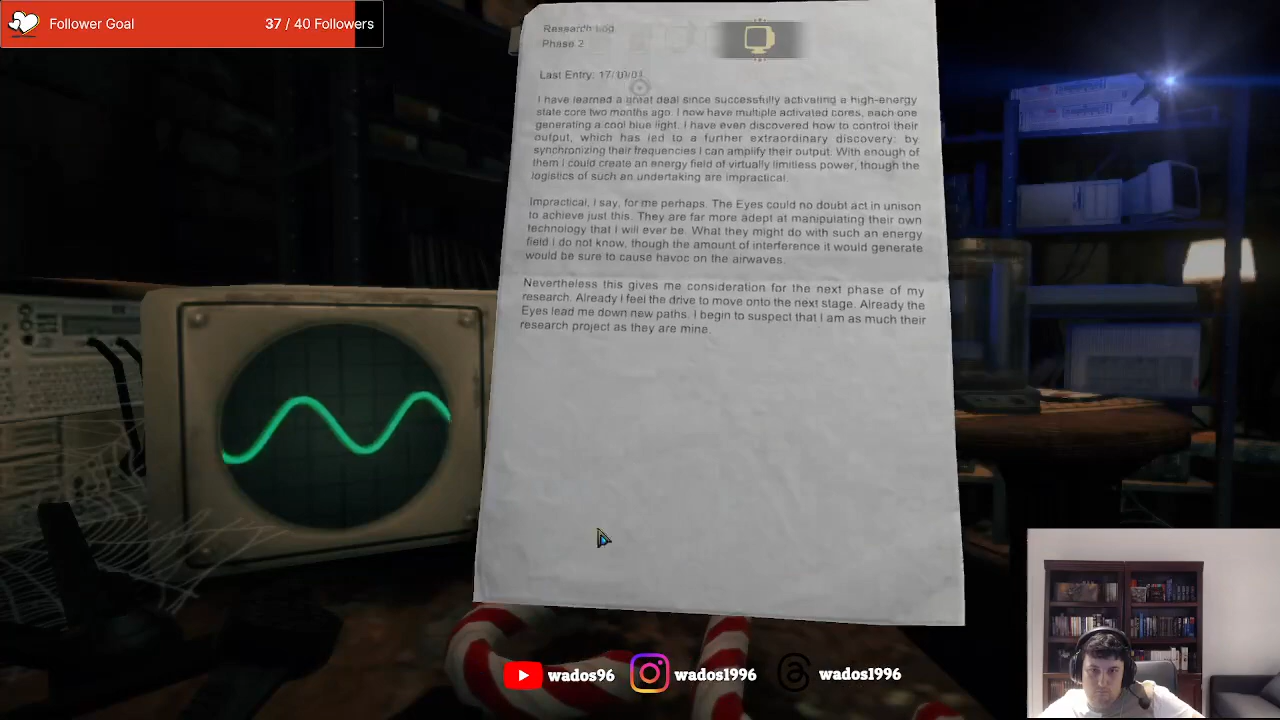 Follower Goal
37 / 40 Followers
Research Log
Phase 2
Last Entry: 17/
I have learned a great deal since successfully activating a high-energy
state core two months ago. I now have multiple activated cores, each one
generating a cool blue light. I have even discovered how to control their
output, which has led to a further extraordinary discovery: by
synchronizing their frequencies I can amplify their output. With enough of
them I could create an energy field of virtually limitless power, though the
logistics of such an undertaking are impractical.
Impractical, I say, for me perhaps. The Eyes could no doubt act in unison
to achieve just this. They are far more adept at manipulating their own
technology that I will ever be. What they might do with such an energy
field I do not know, though the amount of interference it would generate
would be sure to cause havoc on the airwaves.
Nevertheless this gives me consideration for the next phase of my
research. Already I feel the drive to move onto the next stage. Already the
Eyes lead me down new paths. I begin to suspect that I am as much their
research project as they are mine.
wados96
wados1996
wados1996